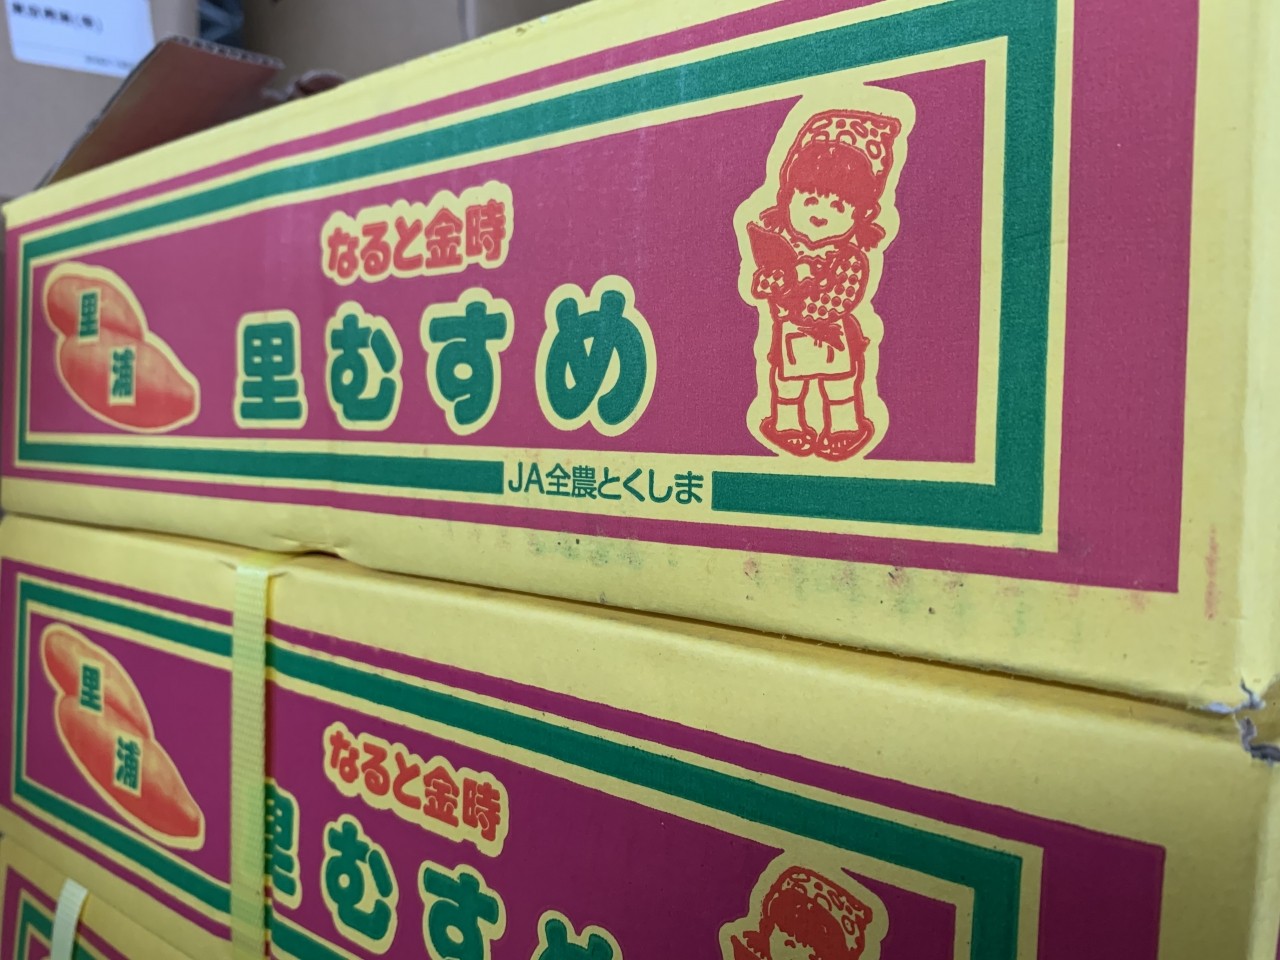 なると金時
里むすめ
里
浦
JA全農とくしま
なると金時
里むすめ
里
浦